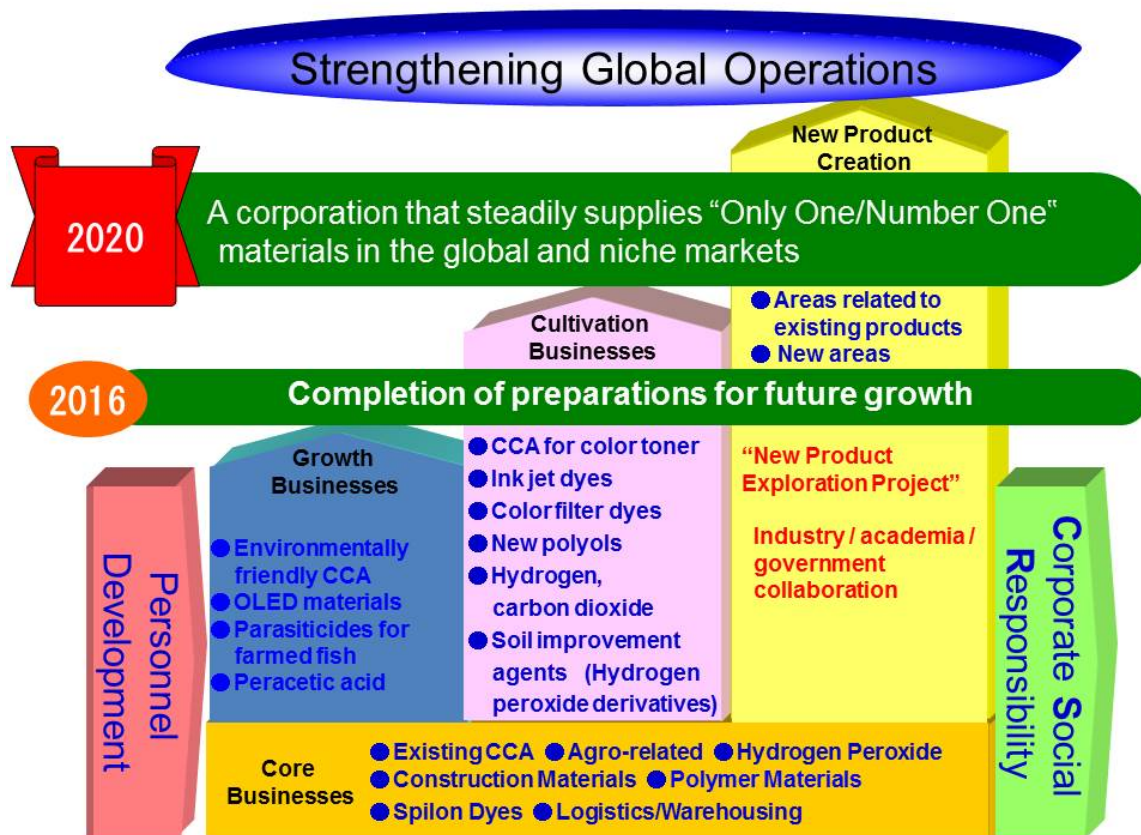 Strengthening Global Operations
New Product
Creation
2020
A corporation that steadily supplies “Only One/Number One‟
materials in the global and niche markets
● Areas related to
existing products
● New areas
Cultivation
Businesses
2016
Completion of preparations for future growth
Growth
Businesses
● Environmentally
friendly CCA
● OLED materials
● Parasiticides for
farmed fish
● Peracetic acid
● CCA for color toner
● Ink jet dyes
● Color filter dyes
● New polyols
● Hydrogen,
carbon dioxide
● Soil improvement
agents (Hydrogen
peroxide derivatives)
“New Product
Exploration Project”
Industry / academia /
government
collaboration
Personnel
Development
Corporate Social
Responsibility
Core
Businesses
● Existing CCA ● Agro-related ● Hydrogen Peroxide
● Construction Materials ● Polymer Materials
● Spilon Dyes ● Logistics/Warehousing